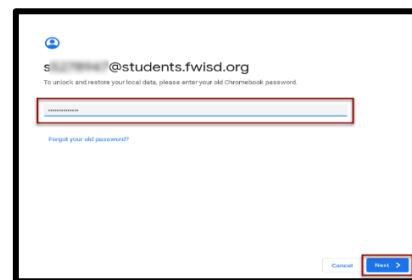 s @students.fwisd.org
To unlock and restore your local data, please enter your old Chromebook password.
Forgot your old password?
Cancel
Next >